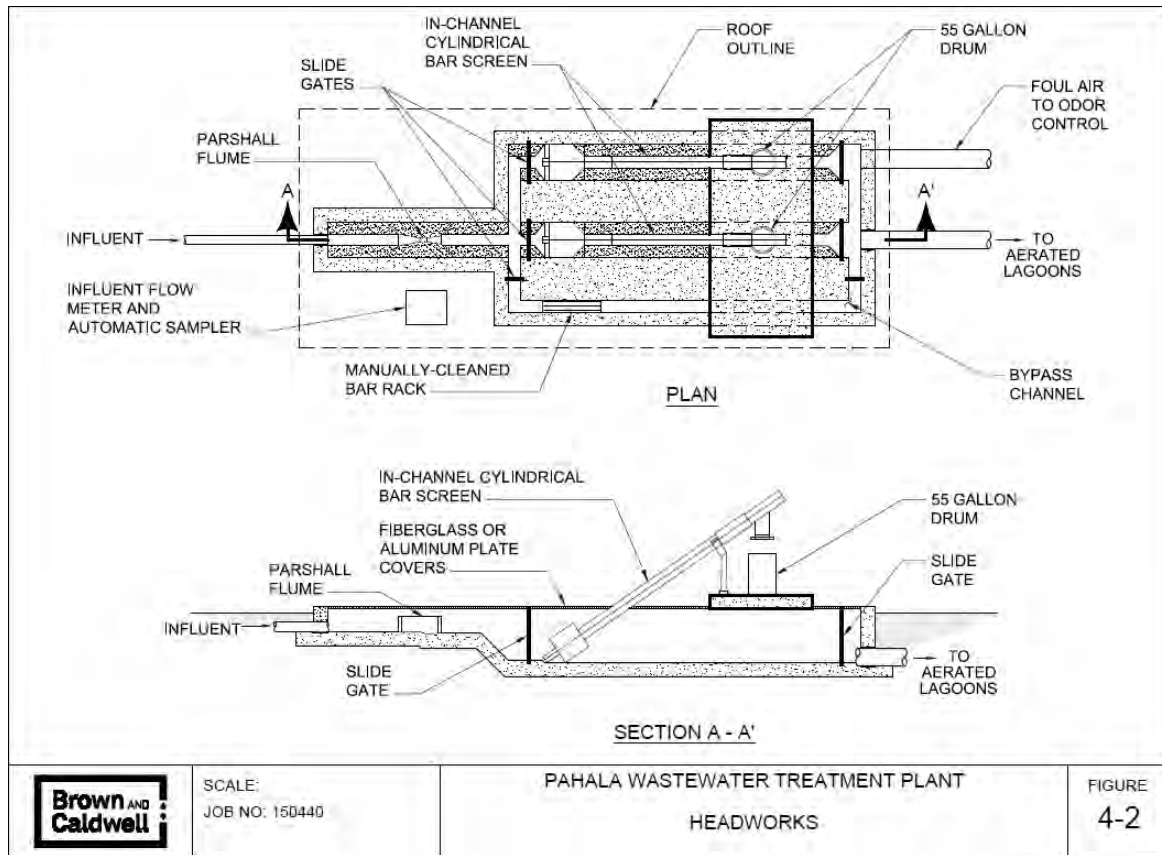 IN-CHANNEL
CYLINDRICAL
BAR SCREEN
ROOF
OUTLINE
55 GALLON
DRUM
SLIDE
GATES
FOUL AIR
TO ODOR
CONTROL
PARSHALL
FLUME
A
A'
INFLUENT
TO
AERATED
LAGOONS
INFLUENT FLOW
METER AND
AUTOMATIC SAMPLER
MANUALLY-CLEANED
BAR RACK
PLAN
BYPASS
CHANNEL
IN-CHANNEL CYLINDRICAL
BAR SCREEN
55 GALLON
DRUM
FIBERGLASS OR
ALUMINUM PLATE
COVERS
SLIDE
GATE
PARSHALL
FLUME
INFLUENT
SLIDE
GATE
TO
AERATED
LAGOONS
SECTION A - A'
Brown AND
Caldwell
SCALE:
JOB NO: 150440
PAHALA WASTEWATER TREATMENT PLANT
HEADWORKS
FIGURE
4-2